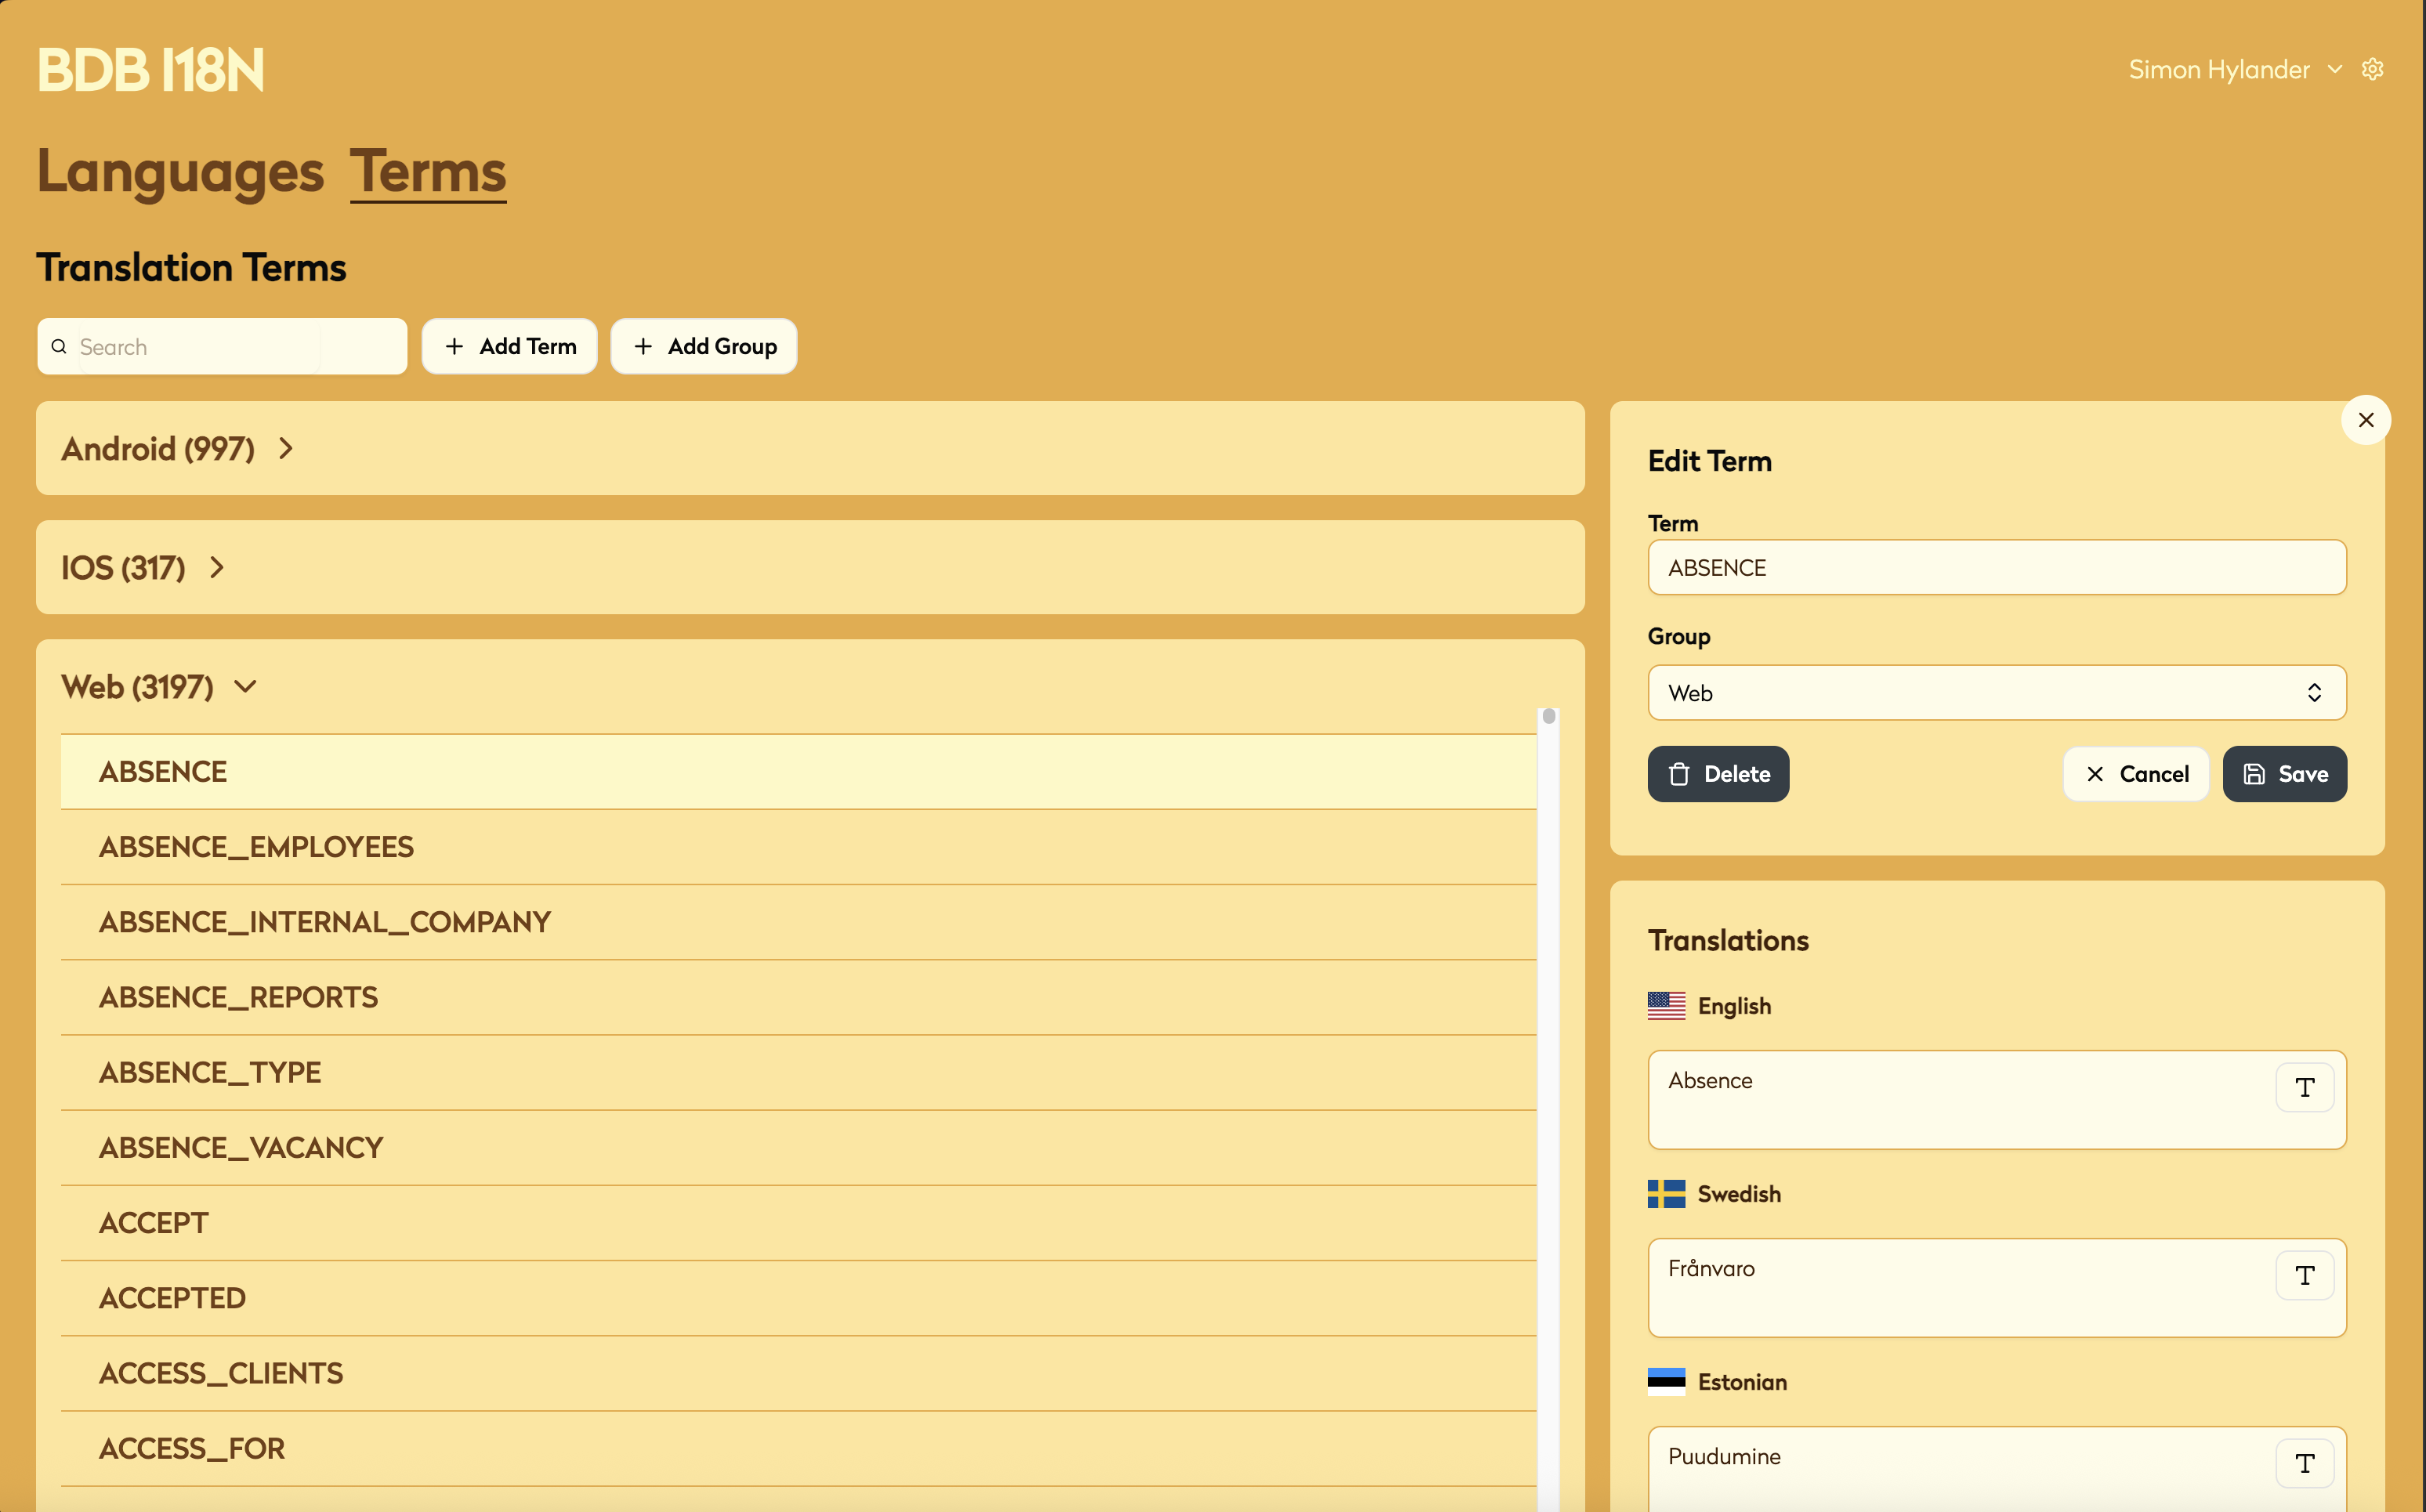 BDB I18N
Simon Hylander
Languages Terms
Translation Terms
Search
Add Term
Add Group
Android (997)
IOS (317)
Web (3197)
ABSENCE
ABSENCE_EMPLOYEES
ABSENCE_INTERNAL_COMPANY
ABSENCE_REPORTS
ABSENCE_TYPE
ABSENCE_VACANCY
ACCEPT
ACCEPTED
ACCESS_CLIENTS
ACCESS_FOR
Edit Term
Term
ABSENCE
Group
Web
Delete
Cancel
Save
Translations
English
Absence
T
Swedish
Frånvaro
T
Estonian
Puudumine
T